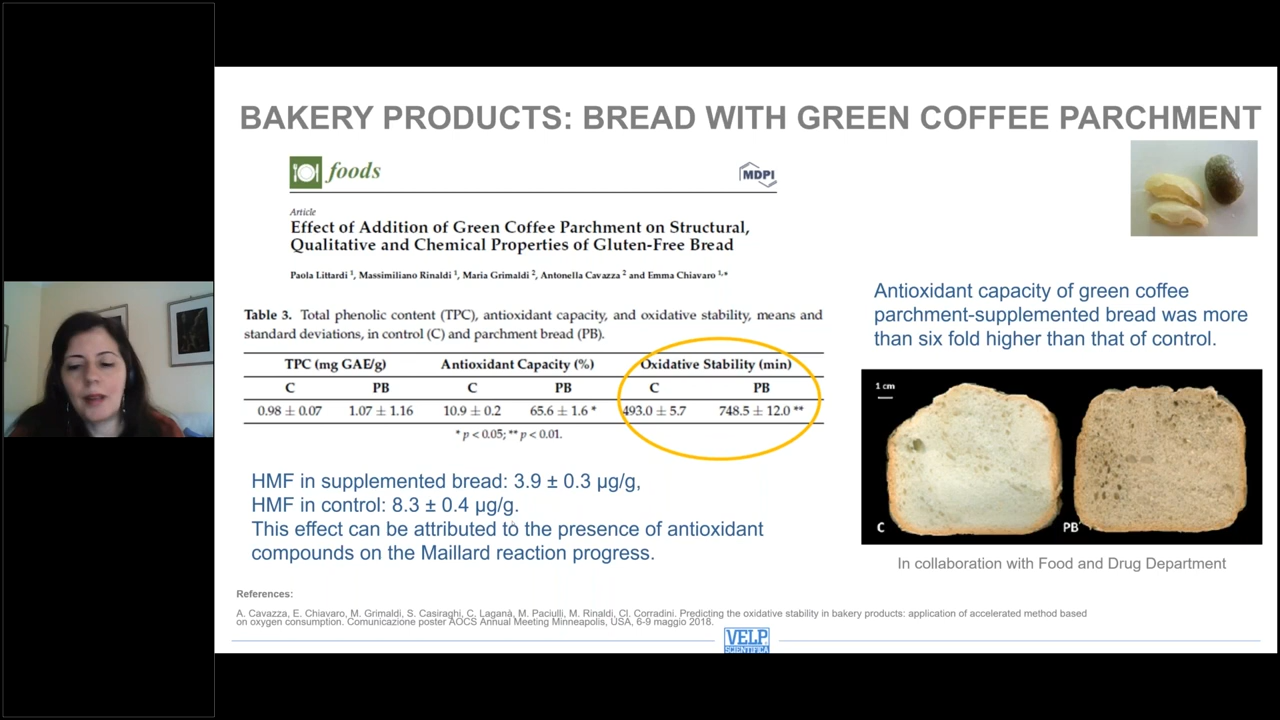 BAKERY PRODUCTS: BREAD WITH GREEN COFFEE PARCHMENT
foods
MDPI
Article
Effect of Addition of Green Coffee Parchment on Structural,
Qualitative and Chemical Properties of Gluten-Free Bread
Paola Littardi 1, Massimiliano Rinaldi 1, Maria Grimaldi 2, Antonella Cavazza 2 and Emma Chiavaro 1,*
Table 3. Total phenolic content (TPC), antioxidant capacity, and oxidative stability, means and
standard deviations, in control (C) and parchment bread (PB).
TPC (mg GAE/g) Antioxidant Capacity (%) Oxidative Stability (min)
C PB C PB C PB
0.98 ± 0.07 1.07 ± 1.16 10.9 ± 0.2 65.6 ± 1.6 * 493.0 ± 5.7 748.5 ± 12.0 **
* p < 0.05; ** p < 0.01.
HMF in supplemented bread: 3.9 ± 0.3 µg/g,
HMF in control: 8.3 ± 0.4 µg/g.
This effect can be attributed to the presence of antioxidant
compounds on the Maillard reaction progress.
Antioxidant capacity of green coffee
parchment-supplemented bread was more
than six fold higher than that of control.
1 cm
C PB
In collaboration with Food and Drug Department
References:
A. Cavazza, E. Chiavaro, M. Grimaldi, S. Casiraghi, C. Laganà, M. Paciulli, M. Rinaldi, Cl. Corradini. Predicting the oxidative stability in bakery products: application of accelerated method based
on oxygen consumption. Comunicazione poster AOCS Annual Meeting Minneapolis, USA, 6-9 maggio 2018.
VELP
SCIENTIFICA